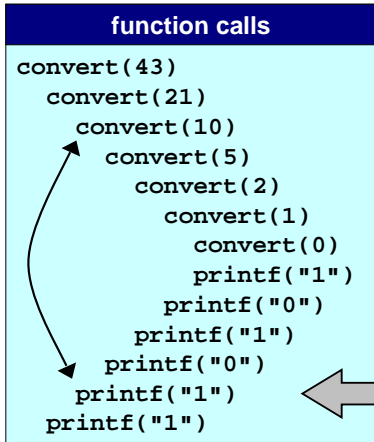 function calls
convert(43)
convert(21)
convert(10)
convert(5)
convert(2)
convert(1)
convert(0)
printf("1")
printf("0")
printf("1")
printf("0")
printf("1")
printf("1")